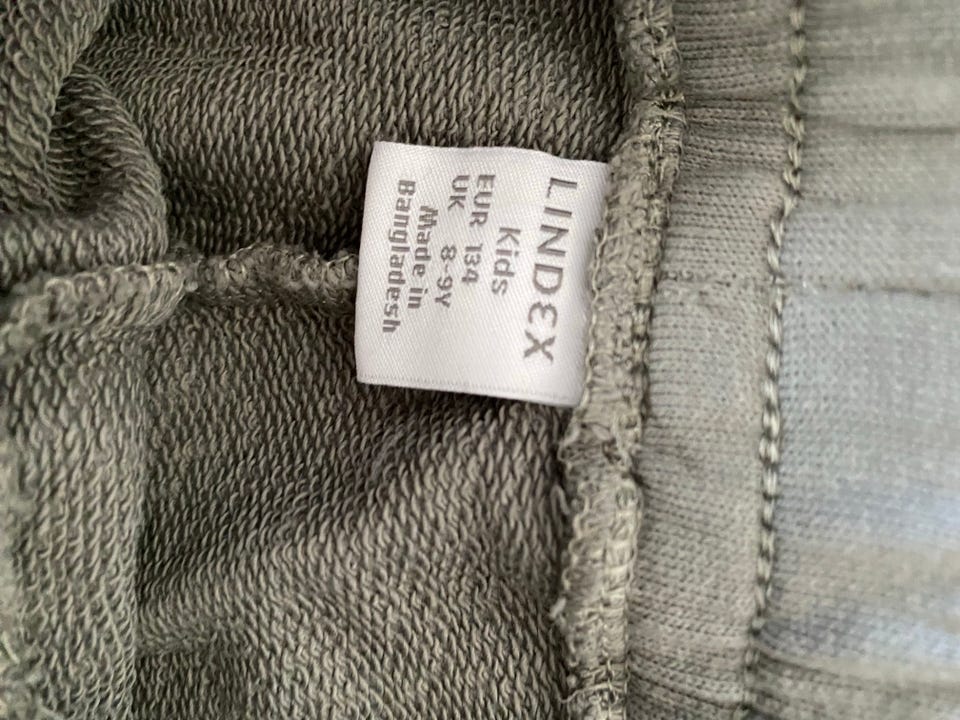 LINDEX
Kids
EUR 134
UK 8-9Y
Made in
Bangladesh